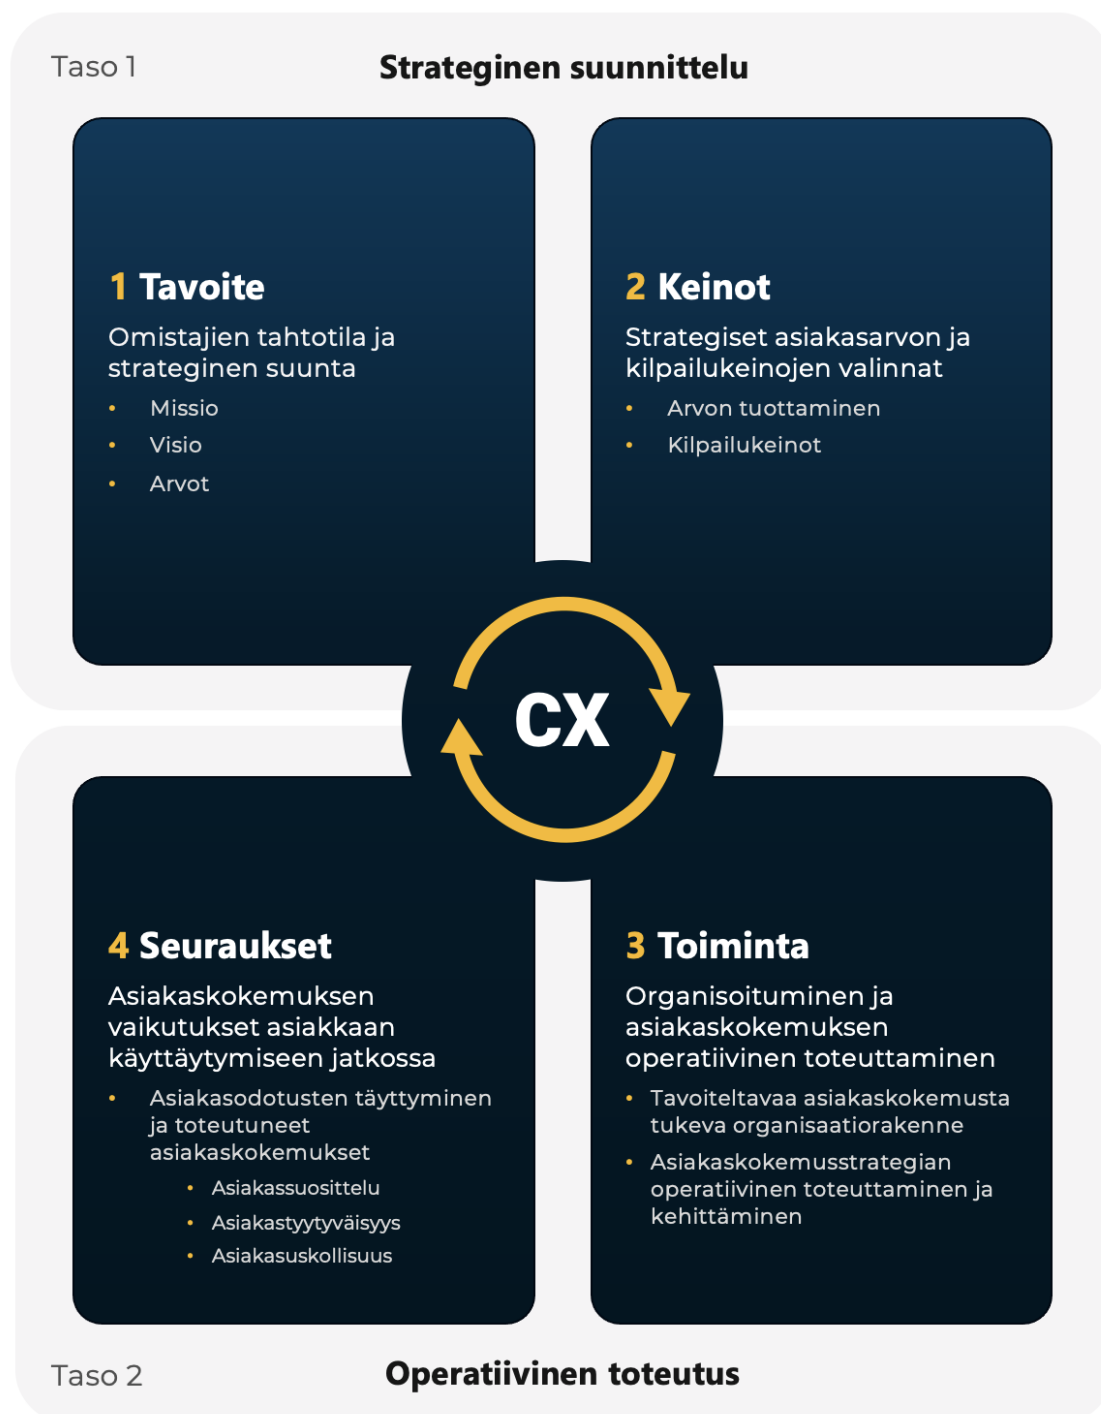 Taso 1
Strateginen suunnittelu
1 Tavoite
Omistajien tahtotila ja
strateginen suunta
• Missio
• Visio
• Arvot
2 Keinot
Strategiset asiakasarvon ja
kilpailukeinojen valinnat
• Arvon tuottaminen
• Kilpailukeinot
CX
4 Seuraukset
Asiakaskokemuksen
vaikutukset asiakkaan
käyttäytymiseen jatkossa
• Asiakasodotusten täyttyminen
ja toteutuneet
asiakaskokemukset
• Asiakassuosittelu
• Asiakastyytyväisyys
• Asiakasuskollisuus
3 Toiminta
Organisoituminen ja
asiakaskokemuksen
operatiivinen toteuttaminen
• Tavoiteltavaa asiakaskokemusta
tukeva organisaatiorakenne
• Asiakaskokemusstrategian
operatiivinen toteuttaminen ja
kehittäminen
Taso 2
Operatiivinen toteutus